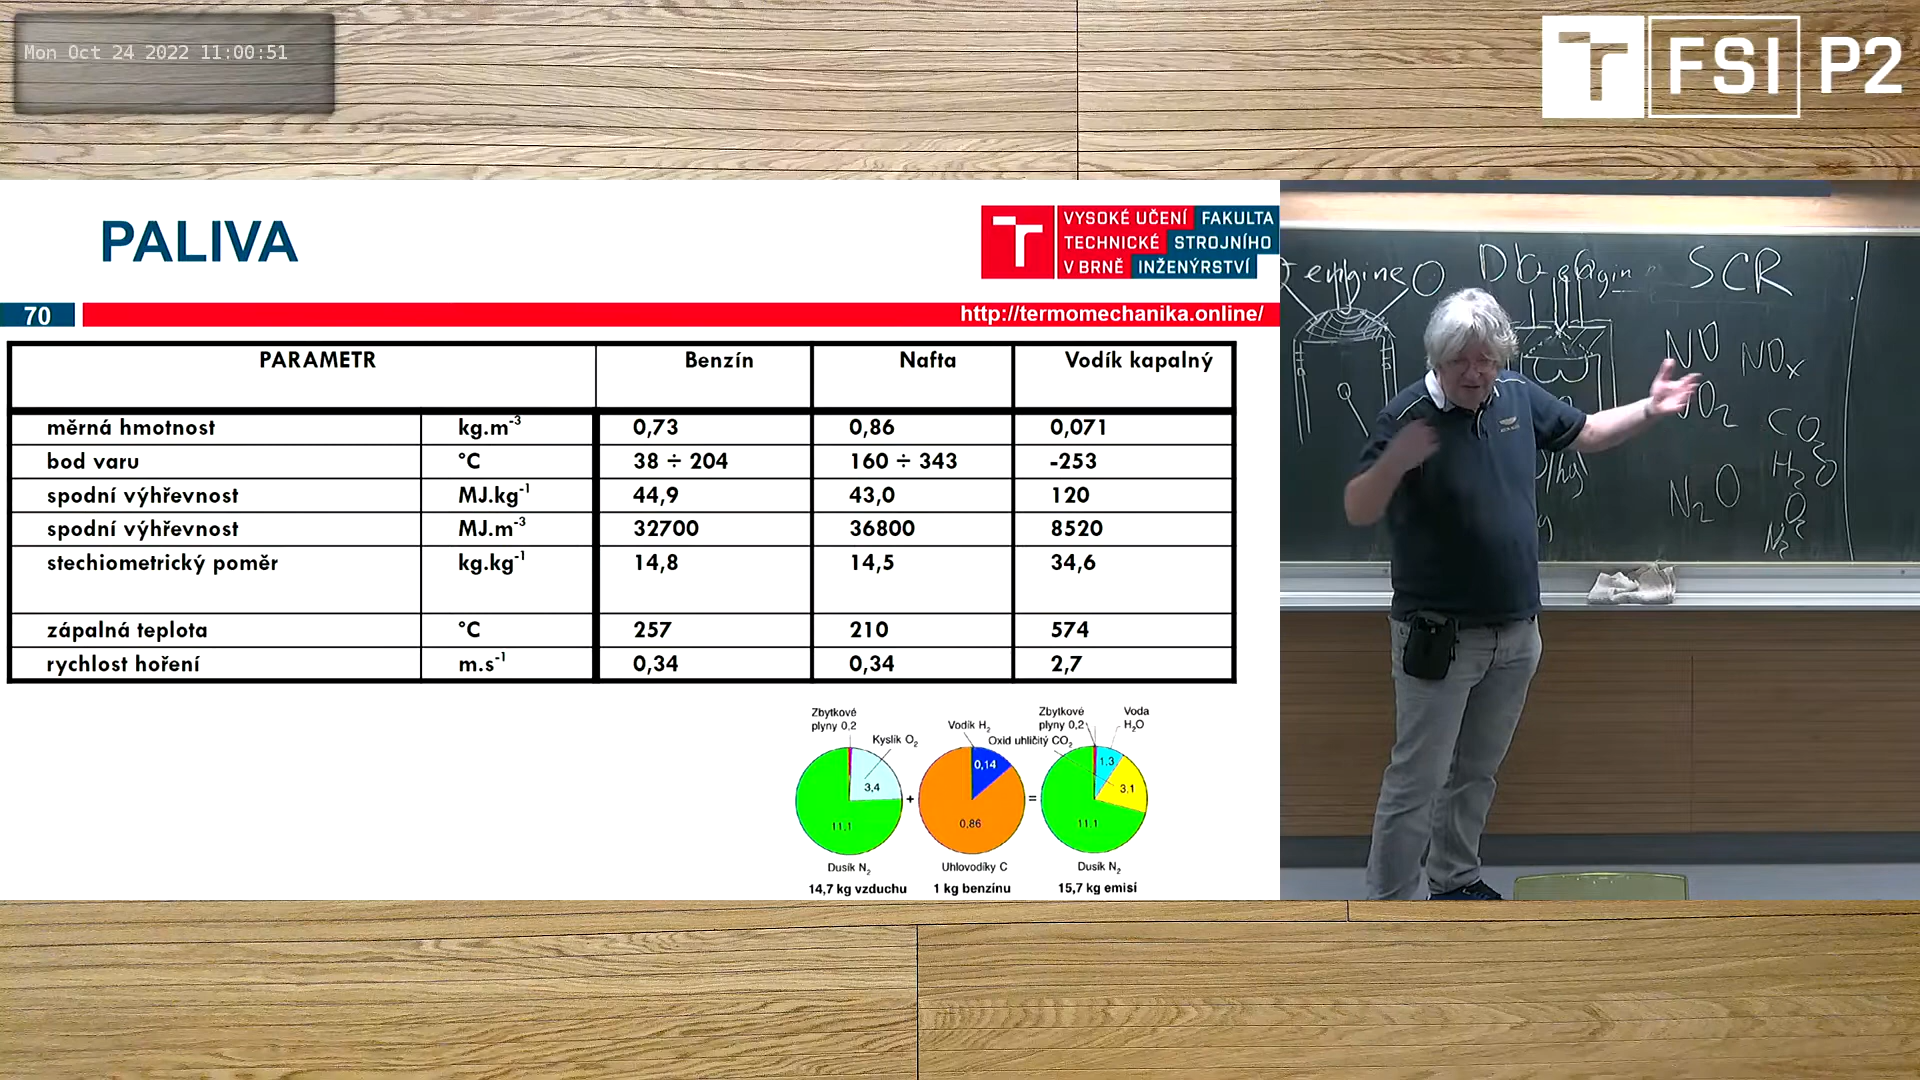 Mon Oct 24 2022 11:00:51
FSI P2
PALIVA
VYSOKÉ UČENÍ FAKULTA
TECHNICKÉ STROJNÍHO
V BRNĚ INŽENÝRSTVÍ
70
http://termomechanika.online/
PARAMETR Benzín Nafta Vodík kapalný
měrná hmotnost kg.m-3 0,73 0,86 0,071
bod varu °C 38 ÷ 204 160 ÷ 343 -253
spodní výhřevnost MJ.kg-1 44,9 43,0 120
spodní výhřevnost MJ.m-3 32700 36800 8520
stechiometrický poměr kg.kg-1 14,8 14,5 34,6
zápalná teplota °C 257 210 574
rychlost hoření m.s-1 0,34 0,34 2,7
Zbytkové
plyny 0,2
Kyslík O2
3,4
11,1
Dusík N2
14,7 kg vzduchu
+
Vodík H2
0,14
0,86
Uhlovodíky C
1 kg benzínu
=
Zbytkové
plyny 0,2
Voda
H2O
Oxid uhličitý CO2
1,3
3,1
11,1
Dusík N2
15,7 kg emisí
engine
SCR
NO NOx
NO2
CO2
H2O
N2O
O2
N2